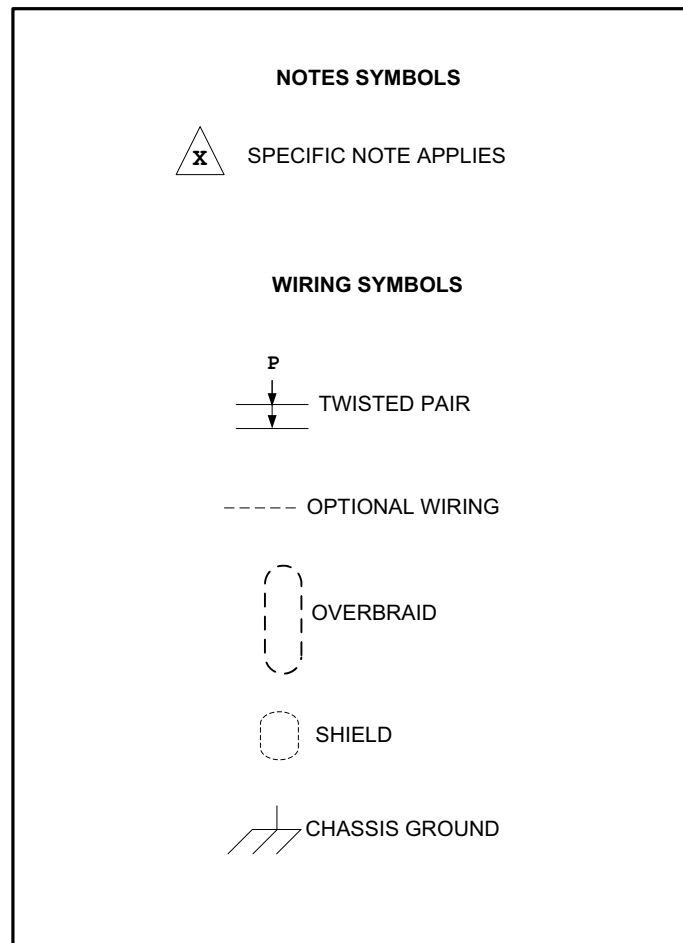 NOTES SYMBOLS
X SPECIFIC NOTE APPLIES
WIRING SYMBOLS
P
TWISTED PAIR
OPTIONAL WIRING
OVERBRAID
SHIELD
CHASSIS GROUND